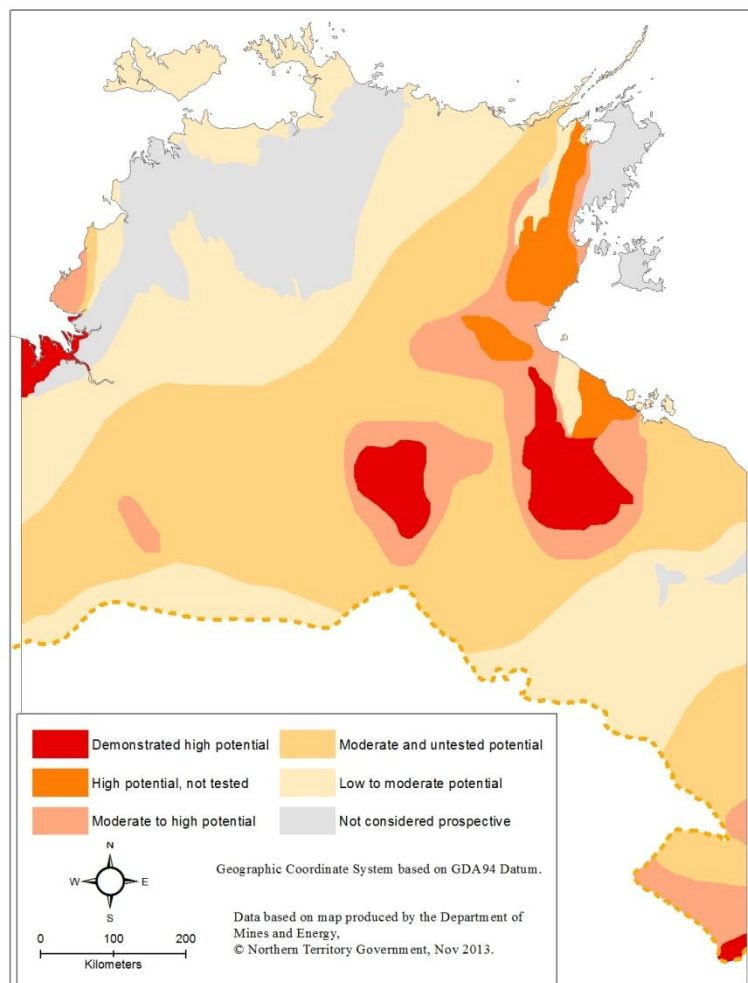 Demonstrated high potential
High potential, not tested
Moderate to high potential
Moderate and untested potential
Low to moderate potential
Not considered prospective
N
W E
S
0 100 200
Kilometers
Geographic Coordinate System based on GDA94 Datum.
Data based on map produced by the Department of
Mines and Energy,
© Northern Territory Government, Nov 2013.